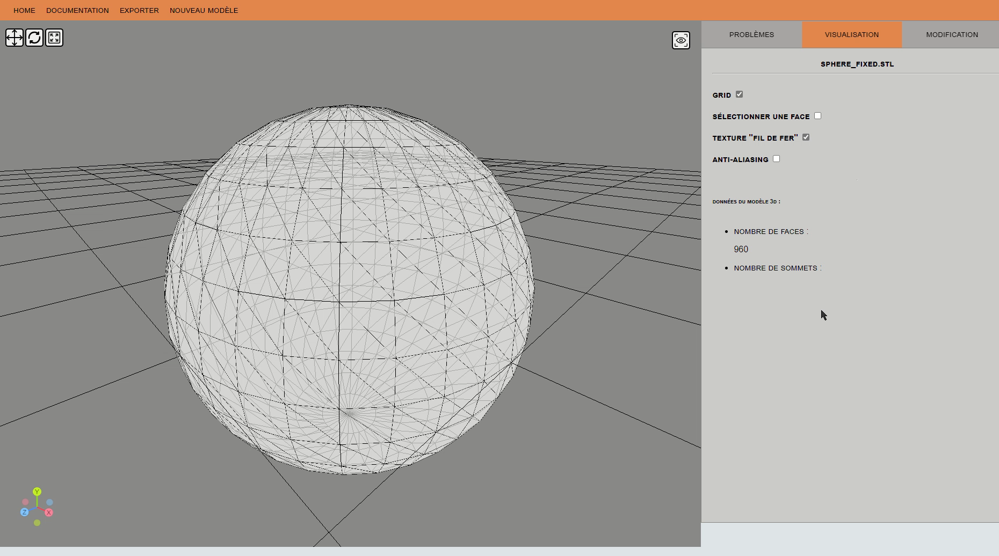 HOME DOCUMENTATION EXPORTER NOUVEAU MODÈLE
PROBLÈMES VISUALISATION MODIFICATION
SPHERE_FIXED.STL
GRID
SÉLECTIONNER UNE FACE
TEXTURE "FIL DE FER"
ANTI-ALIASING
DONNÉES DU MODÈLE 3D :
NOMBRE DE FACES :
960
NOMBRE DE SOMMETS :
Y
Z X